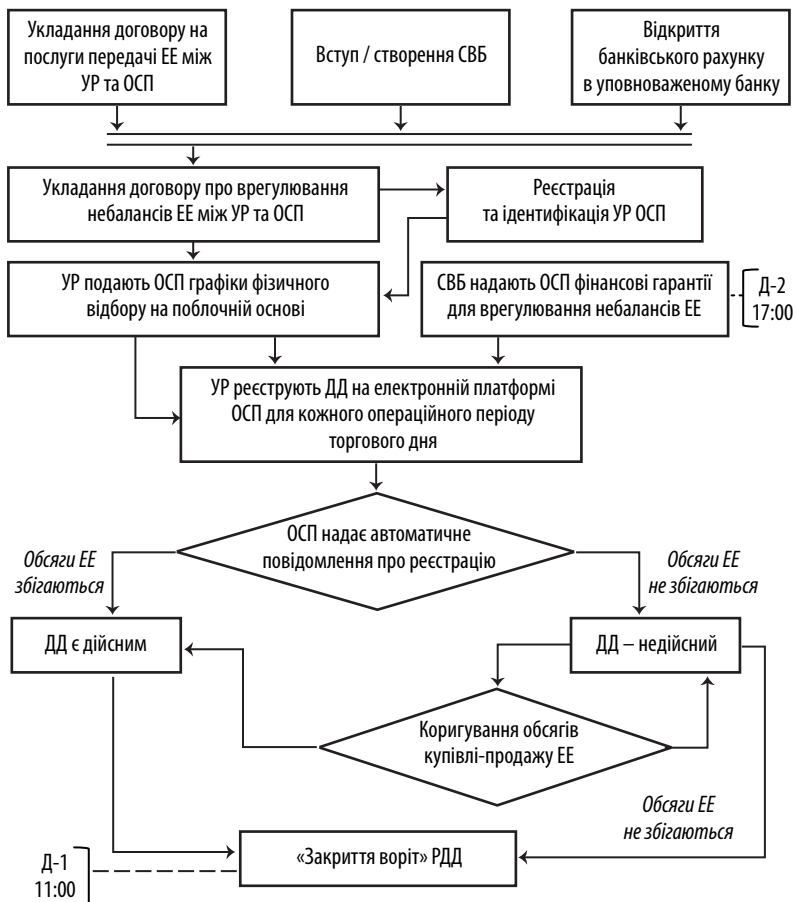 Укладання договору на
послуги передачі ЕЕ між
УР та ОСП
Вступ / створення СВБ
Відкриття
банківського рахунку
в уповноваженому банку
Укладання договору про врегулювання
небалансів ЕЕ між УР та ОСП
Реєстрація
та ідентифікація УР ОСП
УР подають ОСП графіки фізичного
відбору на поблочній основі
СВБ надають ОСП фінансові гарантії
для врегулювання небалансів ЕЕ
Д-2
17:00
УР реєструють ДД на електронній платформі
ОСП для кожного операційного періоду
торгового дня
ОСП надає автоматичне
повідомлення про реєстрацію
Обсяги ЕЕ
збігаються
Обсяги ЕЕ
не збігаються
ДД є дійсним
ДД – недійсний
Коригування обсягів
купівлі-продажу ЕЕ
Обсяги ЕЕ
не збігаються
«Закриття воріт» РДД
Д-1
11:00